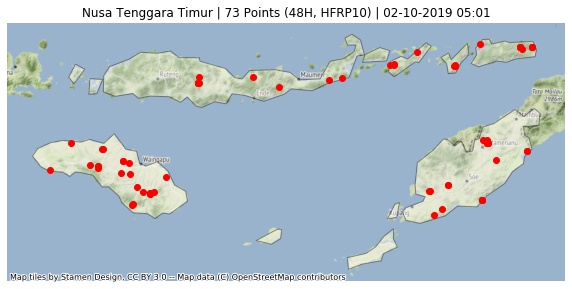 Nusa Tenggara Timur | 73 Points (48H, HFRP10) | 02-10-2019 05:01
Ruteng
Maumere
Ende
Waingapu
Kefamenanu
Soe
Kupang
Map tiles by Stamen Design, CC BY 3.0 -- Map data (C) OpenStreetMap contributors